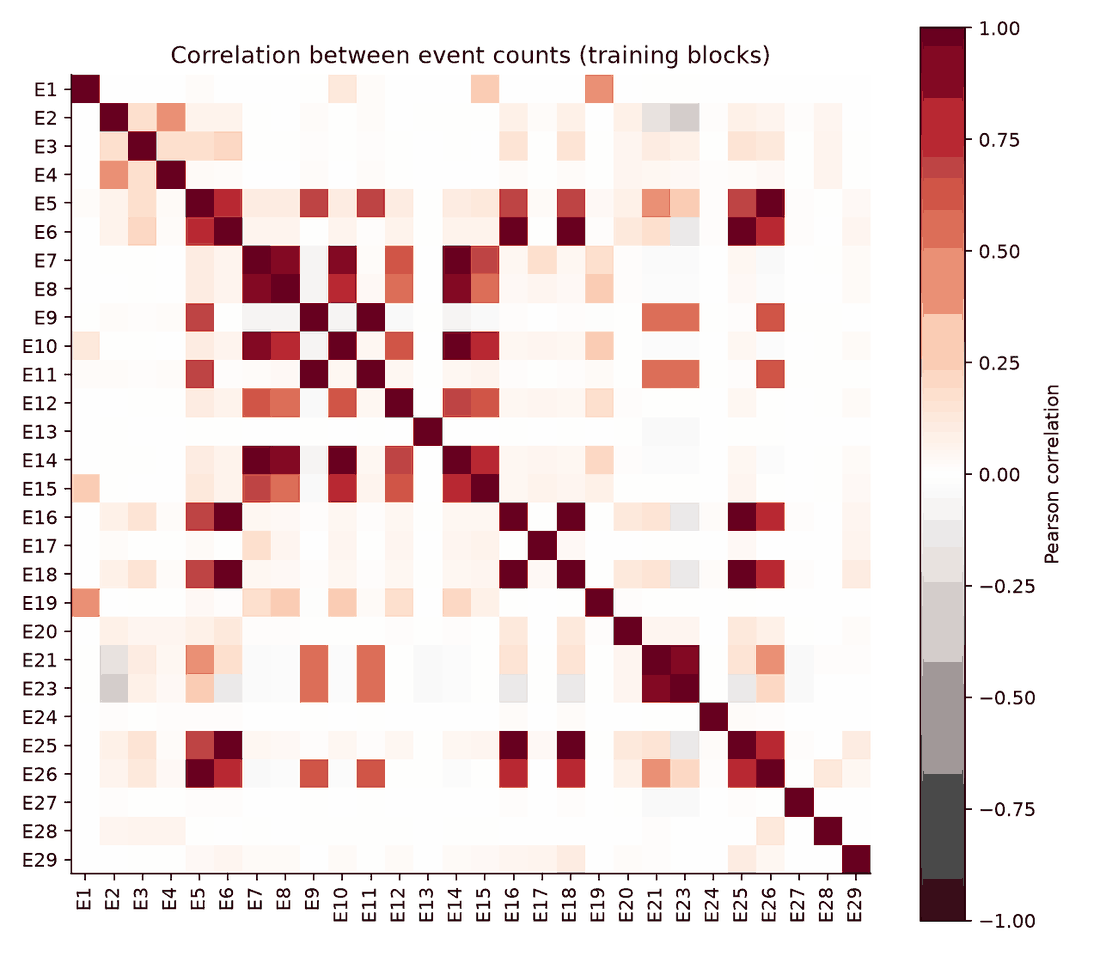 Correlation between event counts (training blocks)
E1
E2
E3
E4
E5
E6
E7
E8
E9
E10
E11
E12
E13
E14
E15
E16
E17
E18
E19
E20
E21
E23
E24
E25
E26
E27
E28
E29
E1 E2 E3 E4 E5 E6 E7 E8 E9 E10 E11 E12 E13 E14 E15 E16 E17 E18 E19 E20 E21 E23 E24 E25 E26 E27 E28 E29
1.00
0.75
0.50
0.25
0.00
−0.25
−0.50
−0.75
−1.00
Pearson correlation